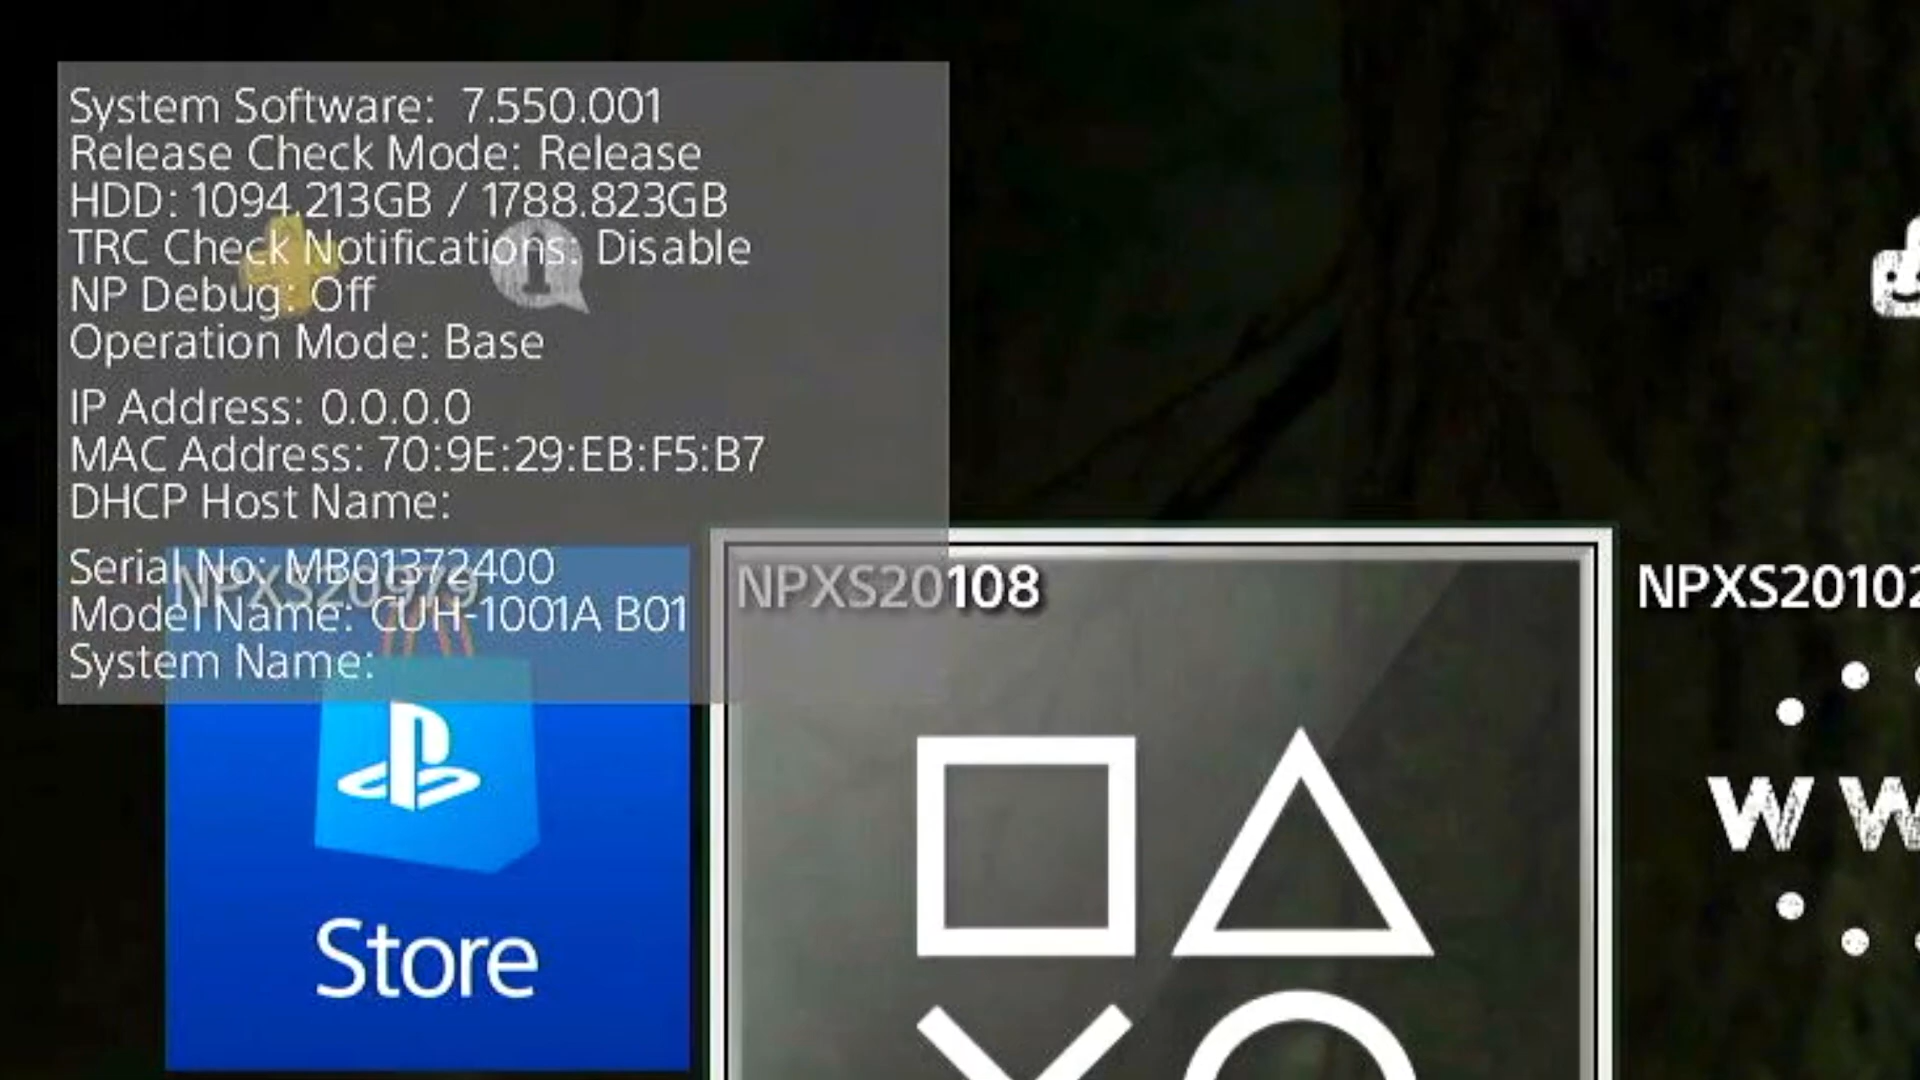 System Software: 7.550.001
Release Check Mode: Release
HDD: 1094.213GB / 1788.823GB
TRC Check Notifications: Disable
NP Debug: Off
Operation Mode: Base
IP Address: 0.0.0.0
MAC Address: 70:9E:29:EB:F5:B7
DHCP Host Name:
Serial No: MB01372400
NPXS20979
NPXS20108
NPXS20102
Model Name: CUH-1001A B01
System Name:
W W
Store